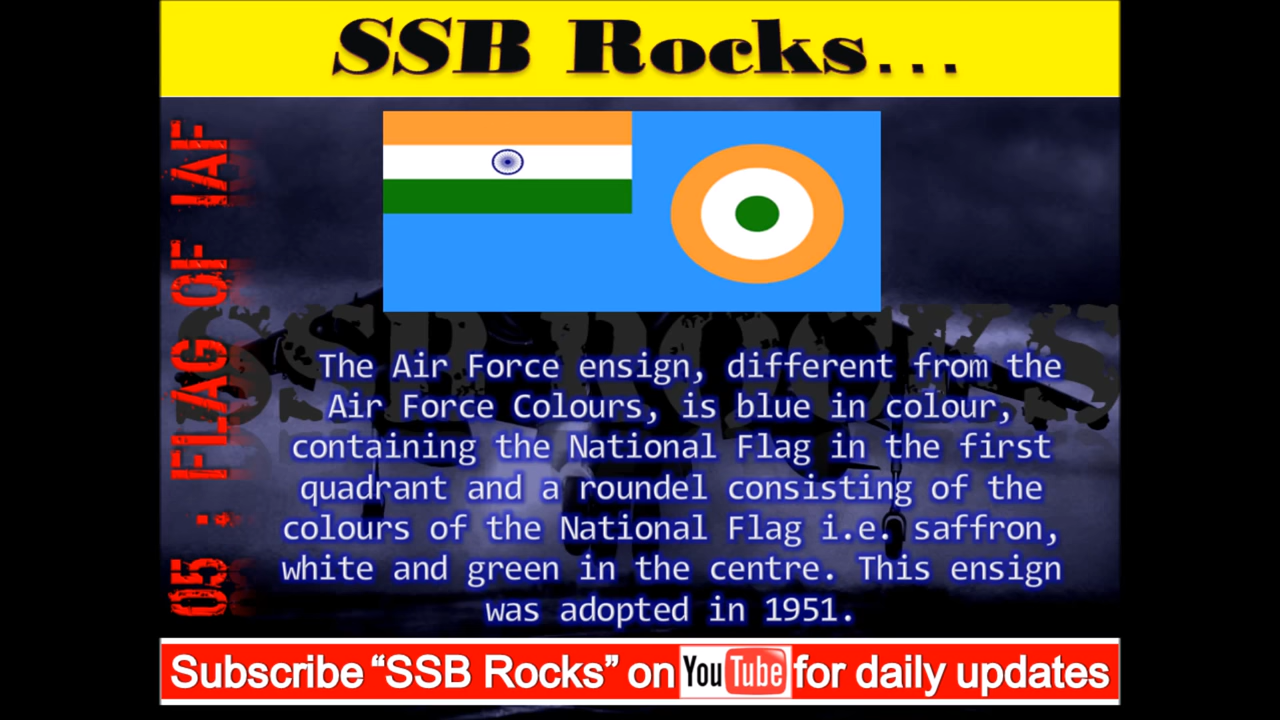 SSB Rocks...
05 : FLAG OF IAF
SSB ROCKS
The Air Force ensign, different from the
Air Force Colours, is blue in colour,
containing the National Flag in the first
quadrant and a roundel consisting of the
colours of the National Flag i.e. saffron,
white and green in the centre. This ensign
was adopted in 1951.
Subscribe “SSB Rocks” on YouTube for daily updates